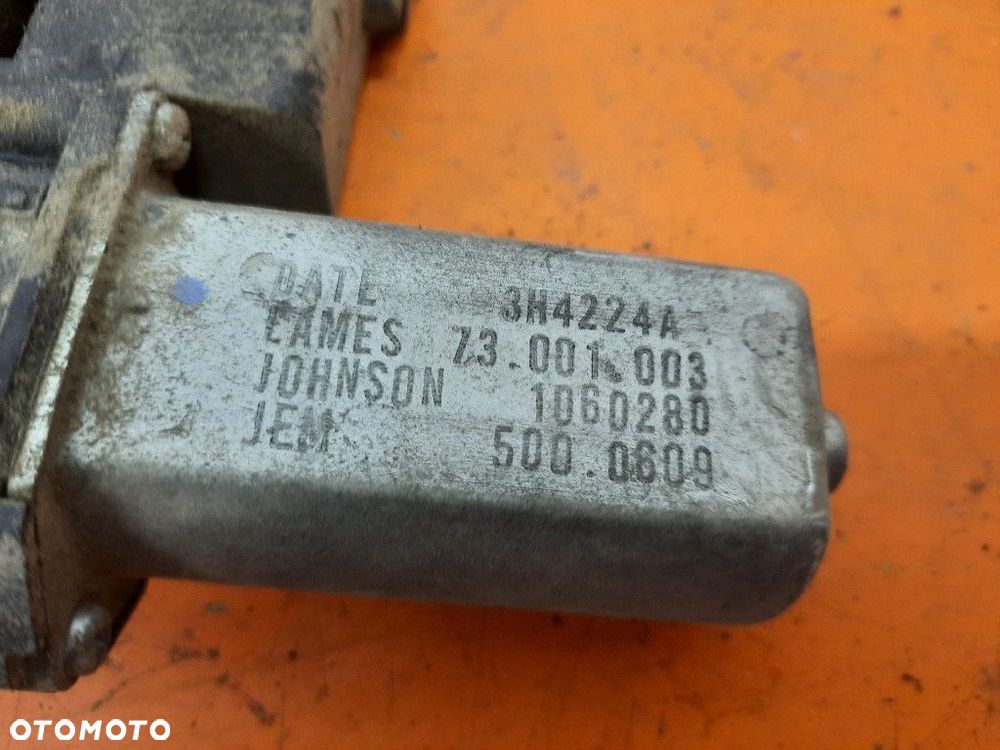 DATE 3H4224A
CAMES 73.001.003
JOHNSON 1060280
JEM 500.0609
OTOMOTO